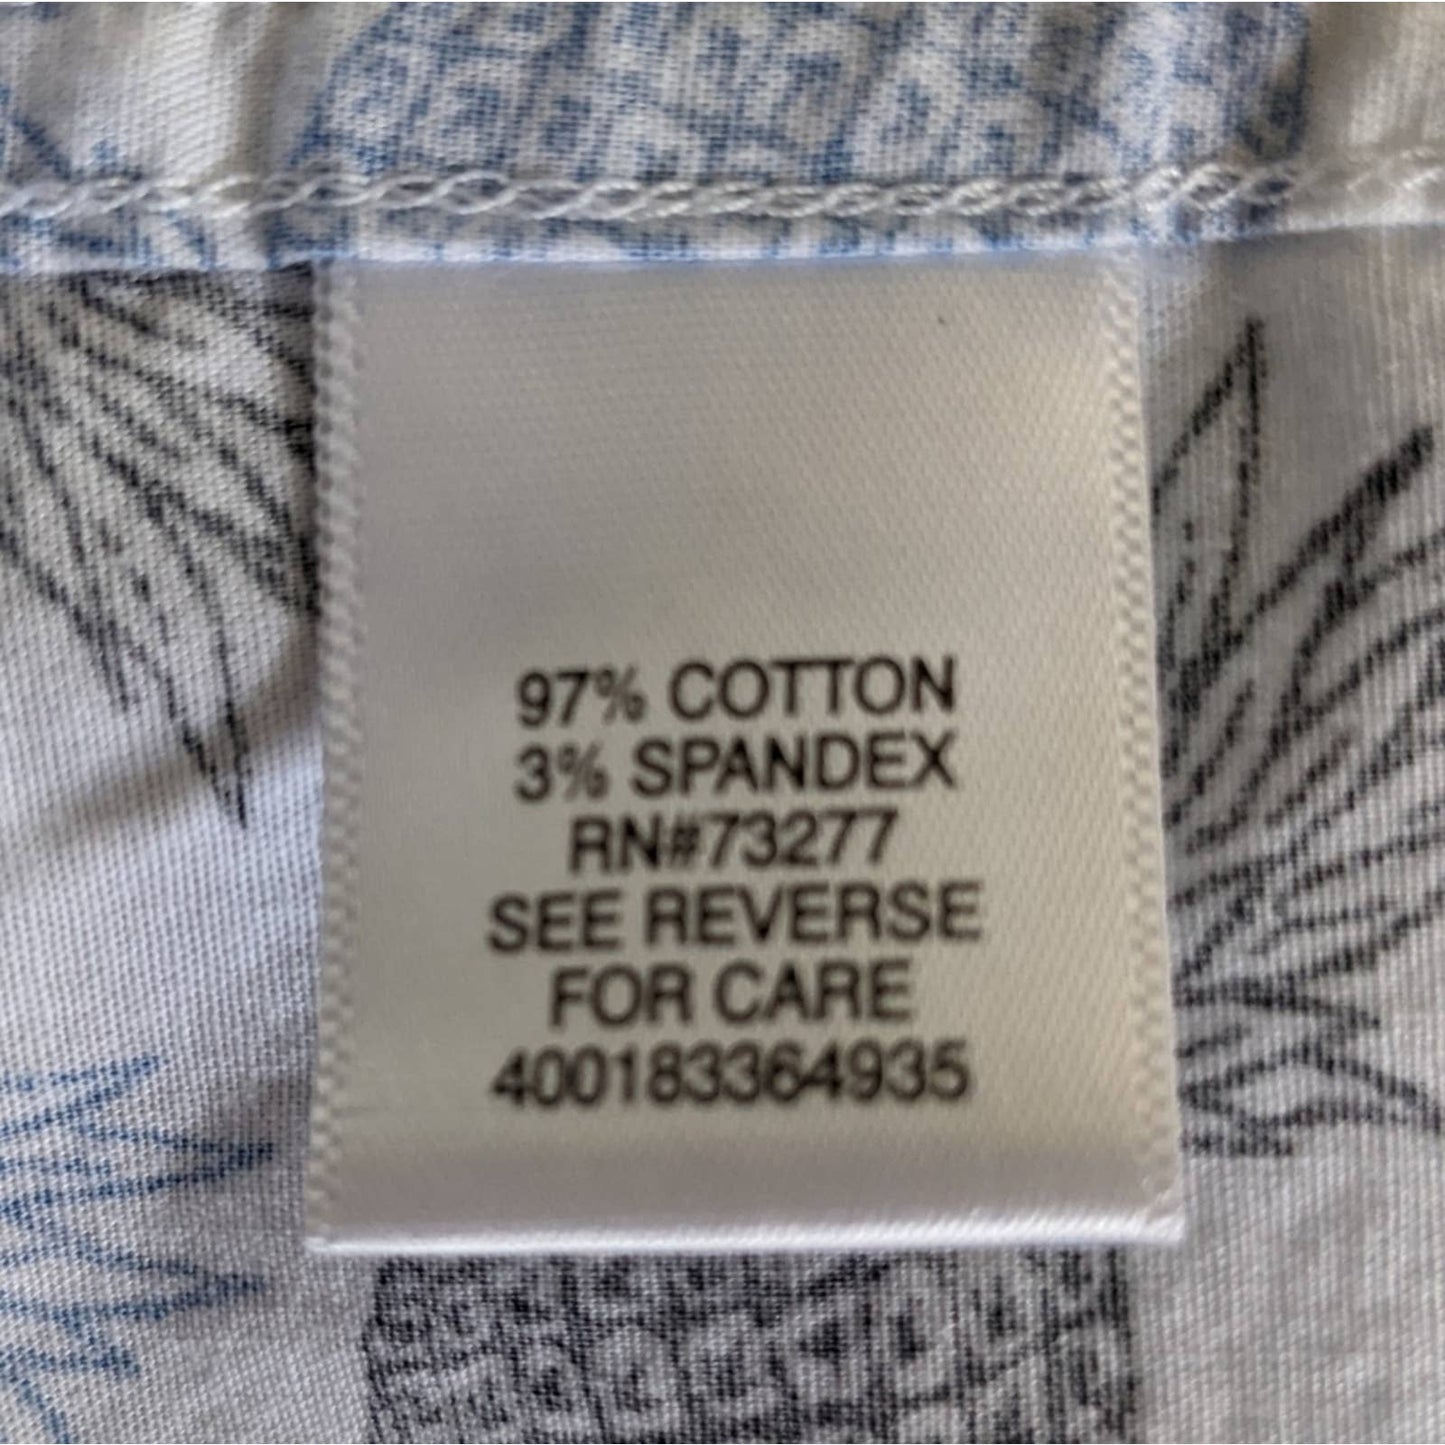 97% COTTON
3% SPANDEX
RN#73277
SEE REVERSE
FOR CARE
400183364935